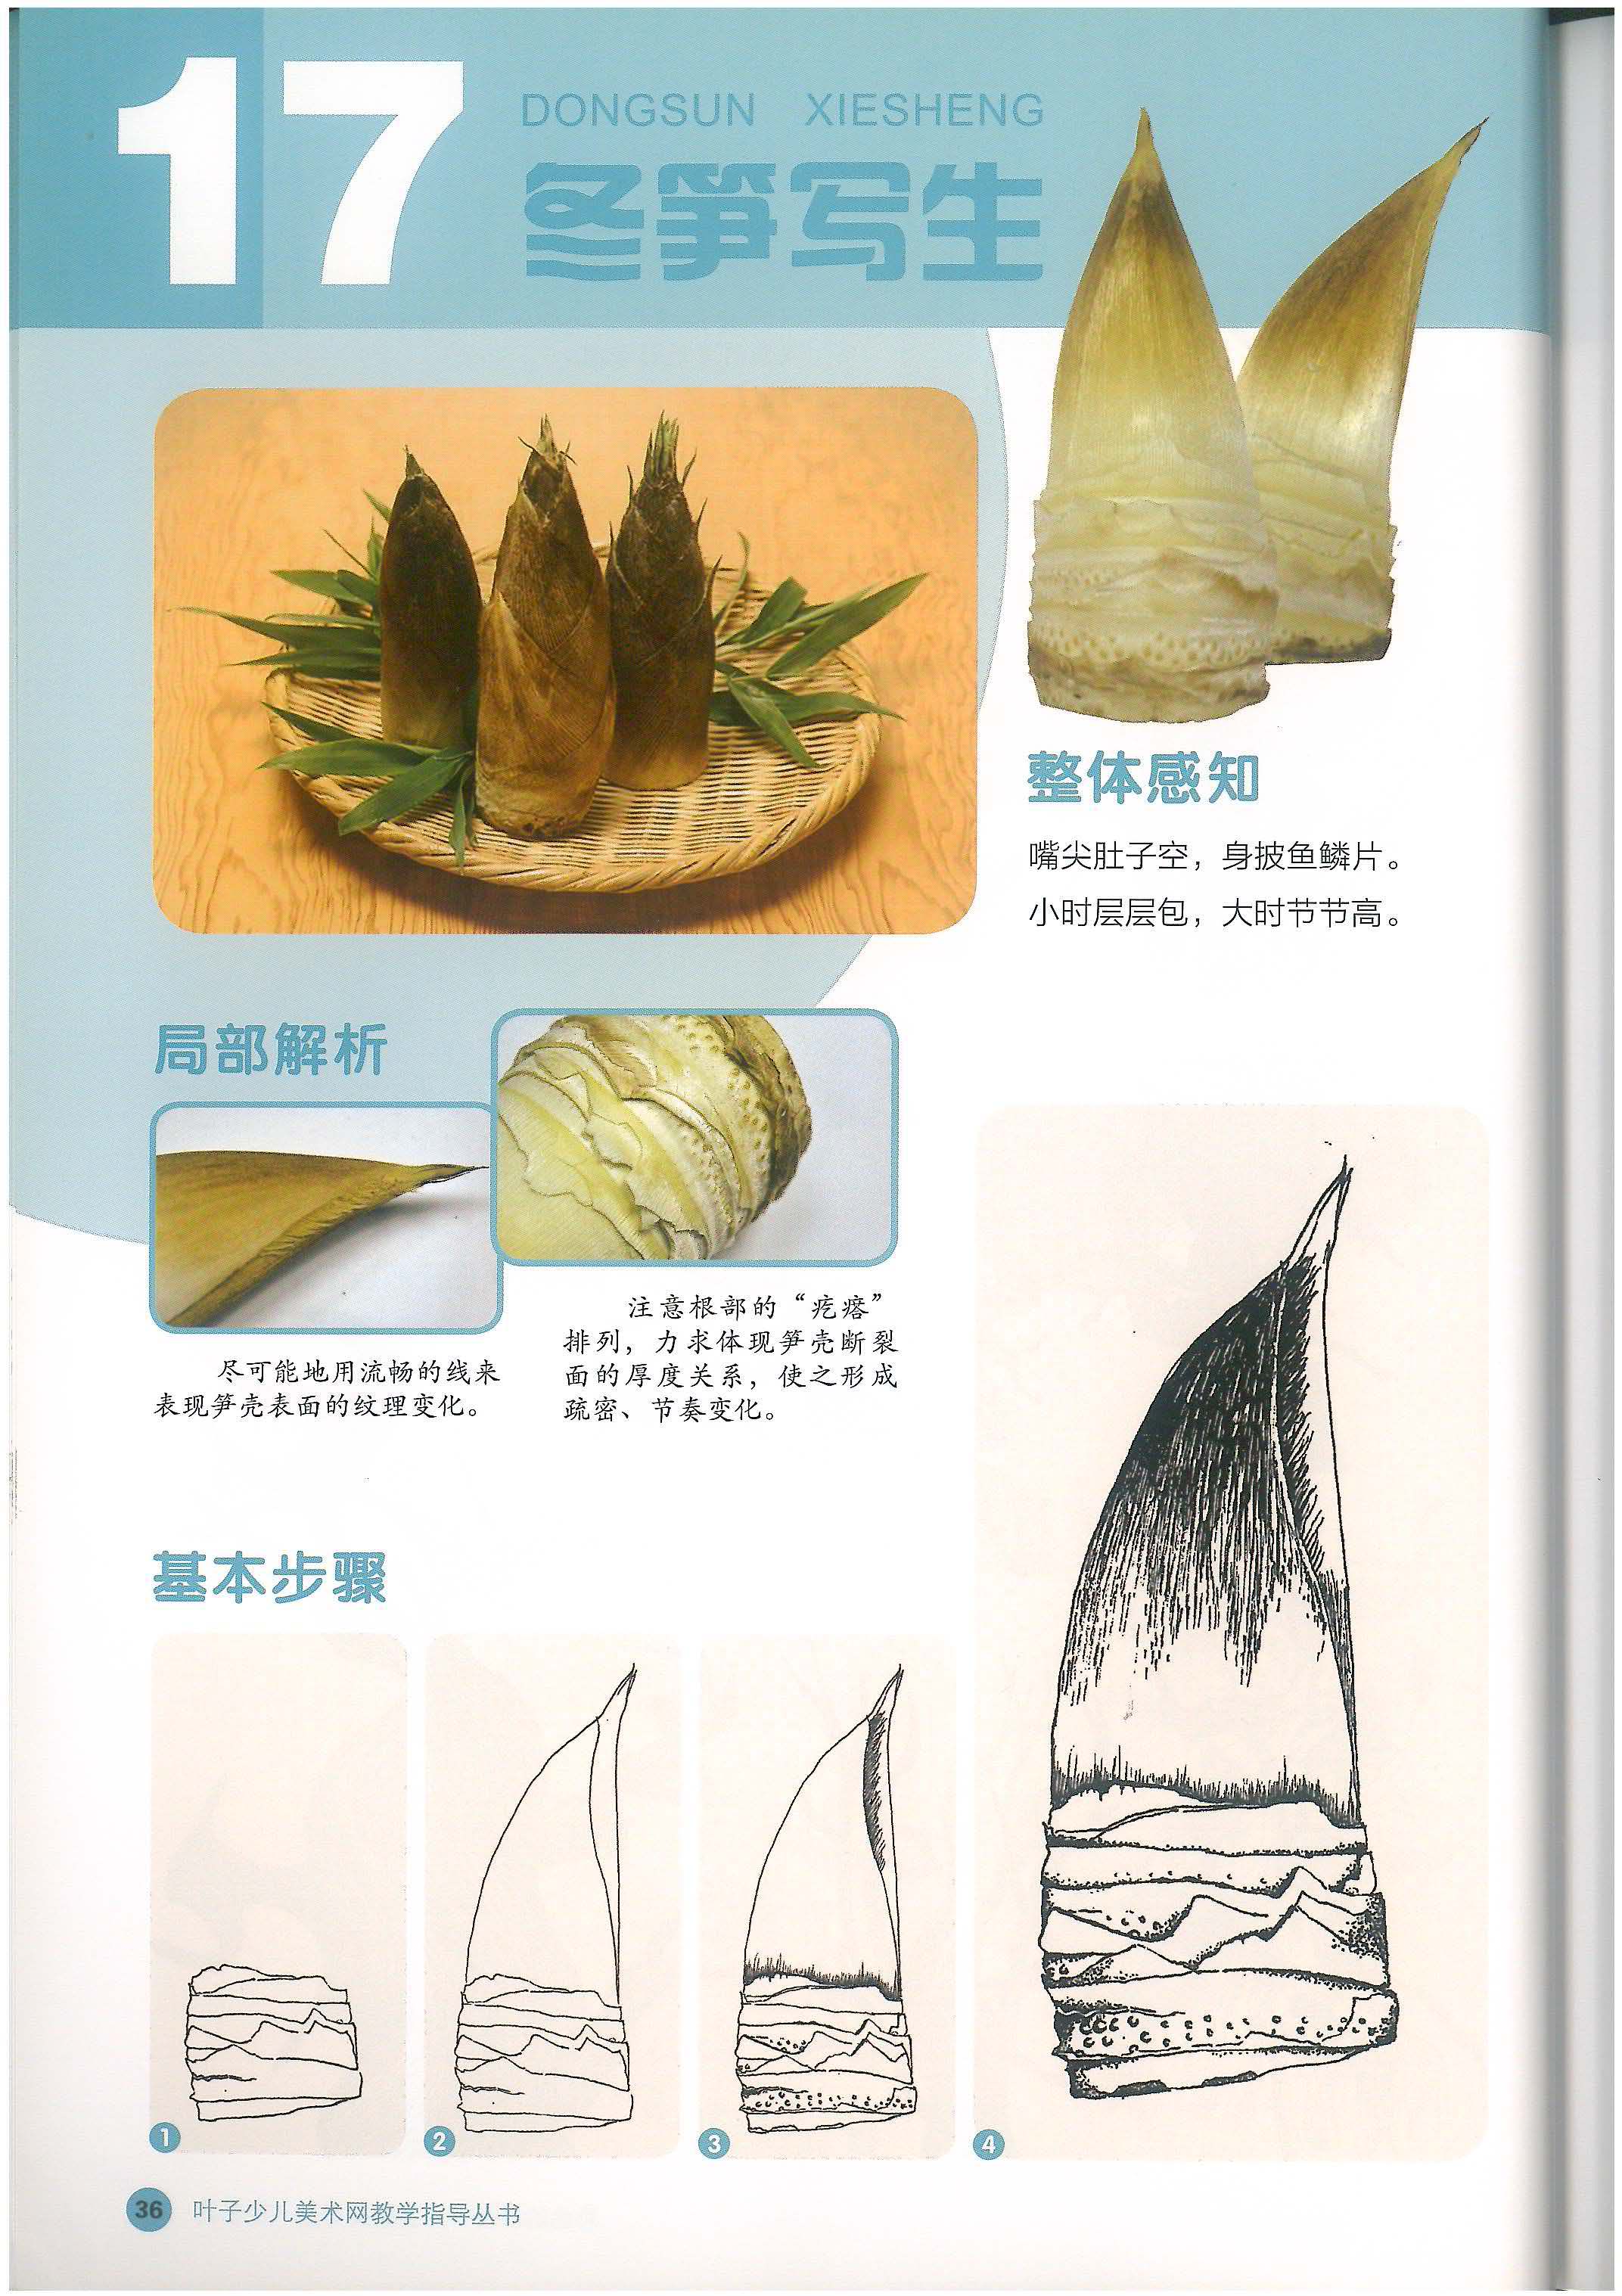 17
DONGSUN XIESHENG
冬笋写生
整体感知
嘴尖肚子空，身披鱼鳞片。
小时层层包，大时节节高。
局部解析
尽可能地用流畅的线来
表现笋壳表面的纹理变化。
注意根部的“疙瘩”
排列，力求体现笋壳断裂
面的厚度关系，使之形成
疏密、节奏变化。
基本步骤
1
2
3
4
36 叶子少儿美术网教学指导丛书